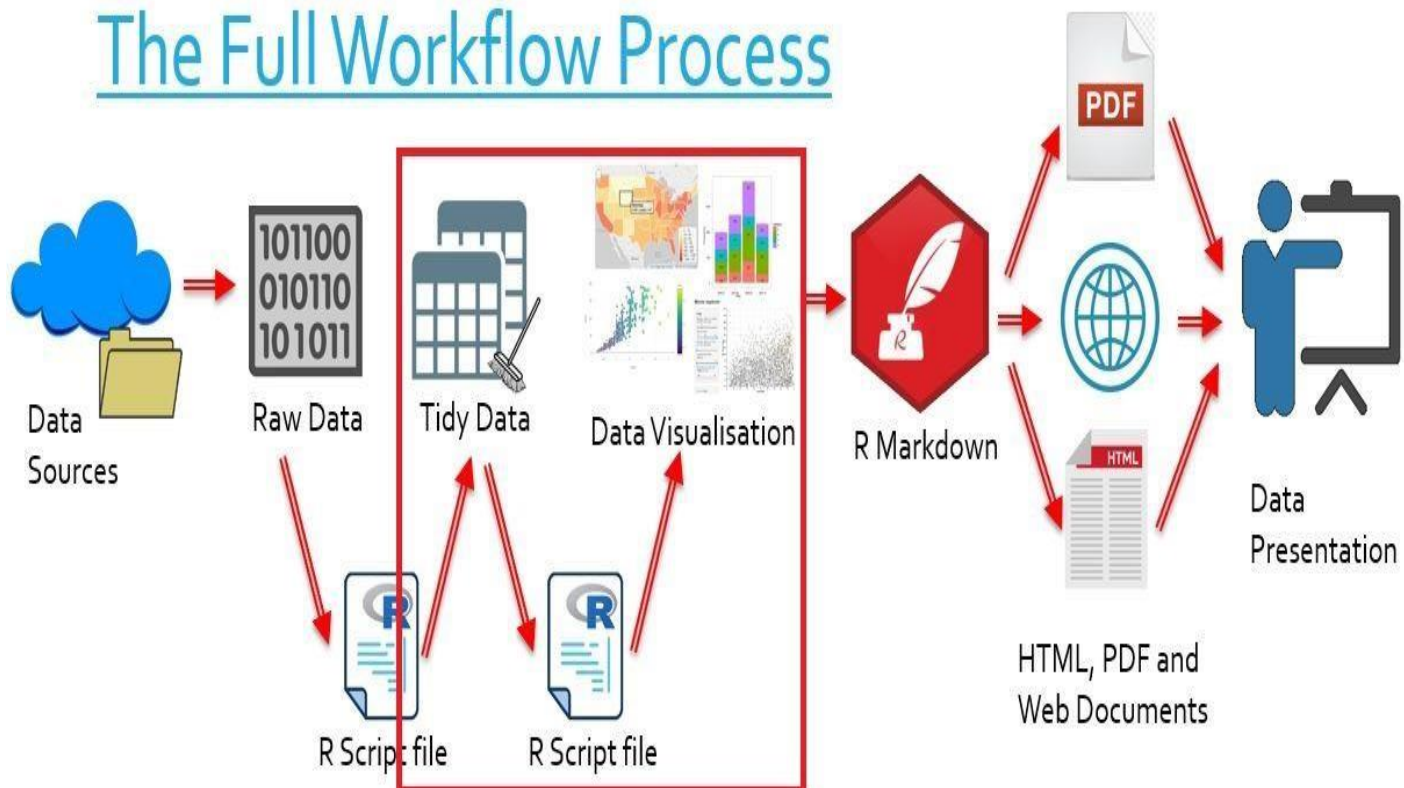 The Full Workflow Process
PDF
101100
010110
101011
Data
Sources
Raw Data
Tidy Data
Data Visualisation
R
R Markdown
HTML
Data
Presentation
R
R
R Script file
R Script file
HTML, PDF and
Web Documents